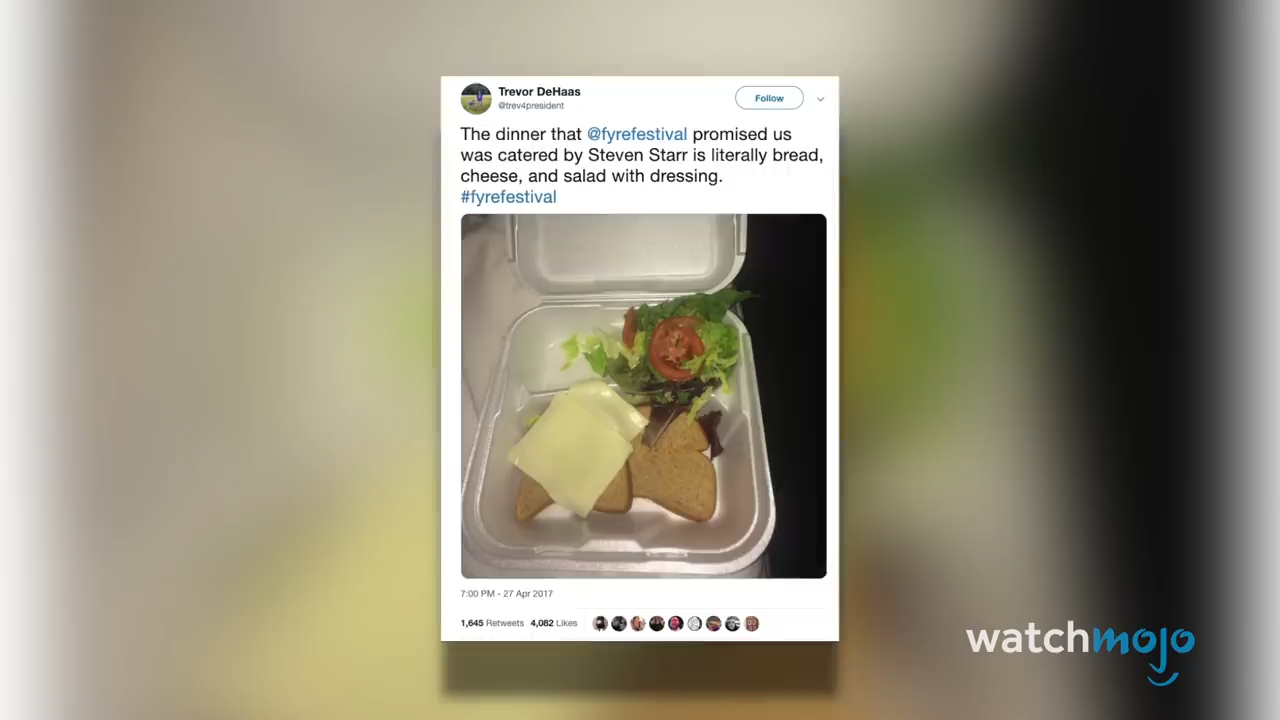 Trevor DeHaas
@trev4president
Follow
The dinner that @fyrefestival promised us
was catered by Steven Starr is literally bread,
cheese, and salad with dressing.
#fyrefestival
7:00 PM - 27 Apr 2017
1,645 Retweets 4,082 Likes
watchmojo